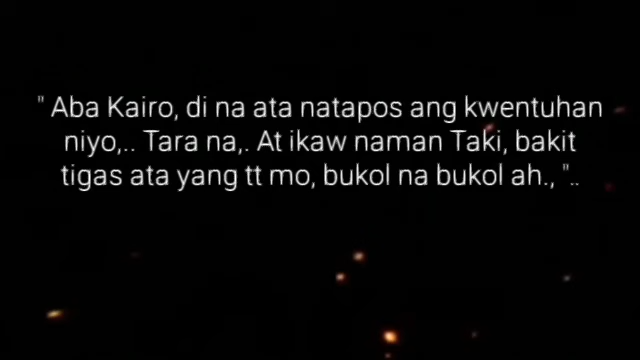 " Aba Kairo, di na ata natapos ang kwentuhan
niyo,.. Tara na,. At ikaw naman Taki, bakit
tigas ata yang tt mo, bukol na bukol ah., "..